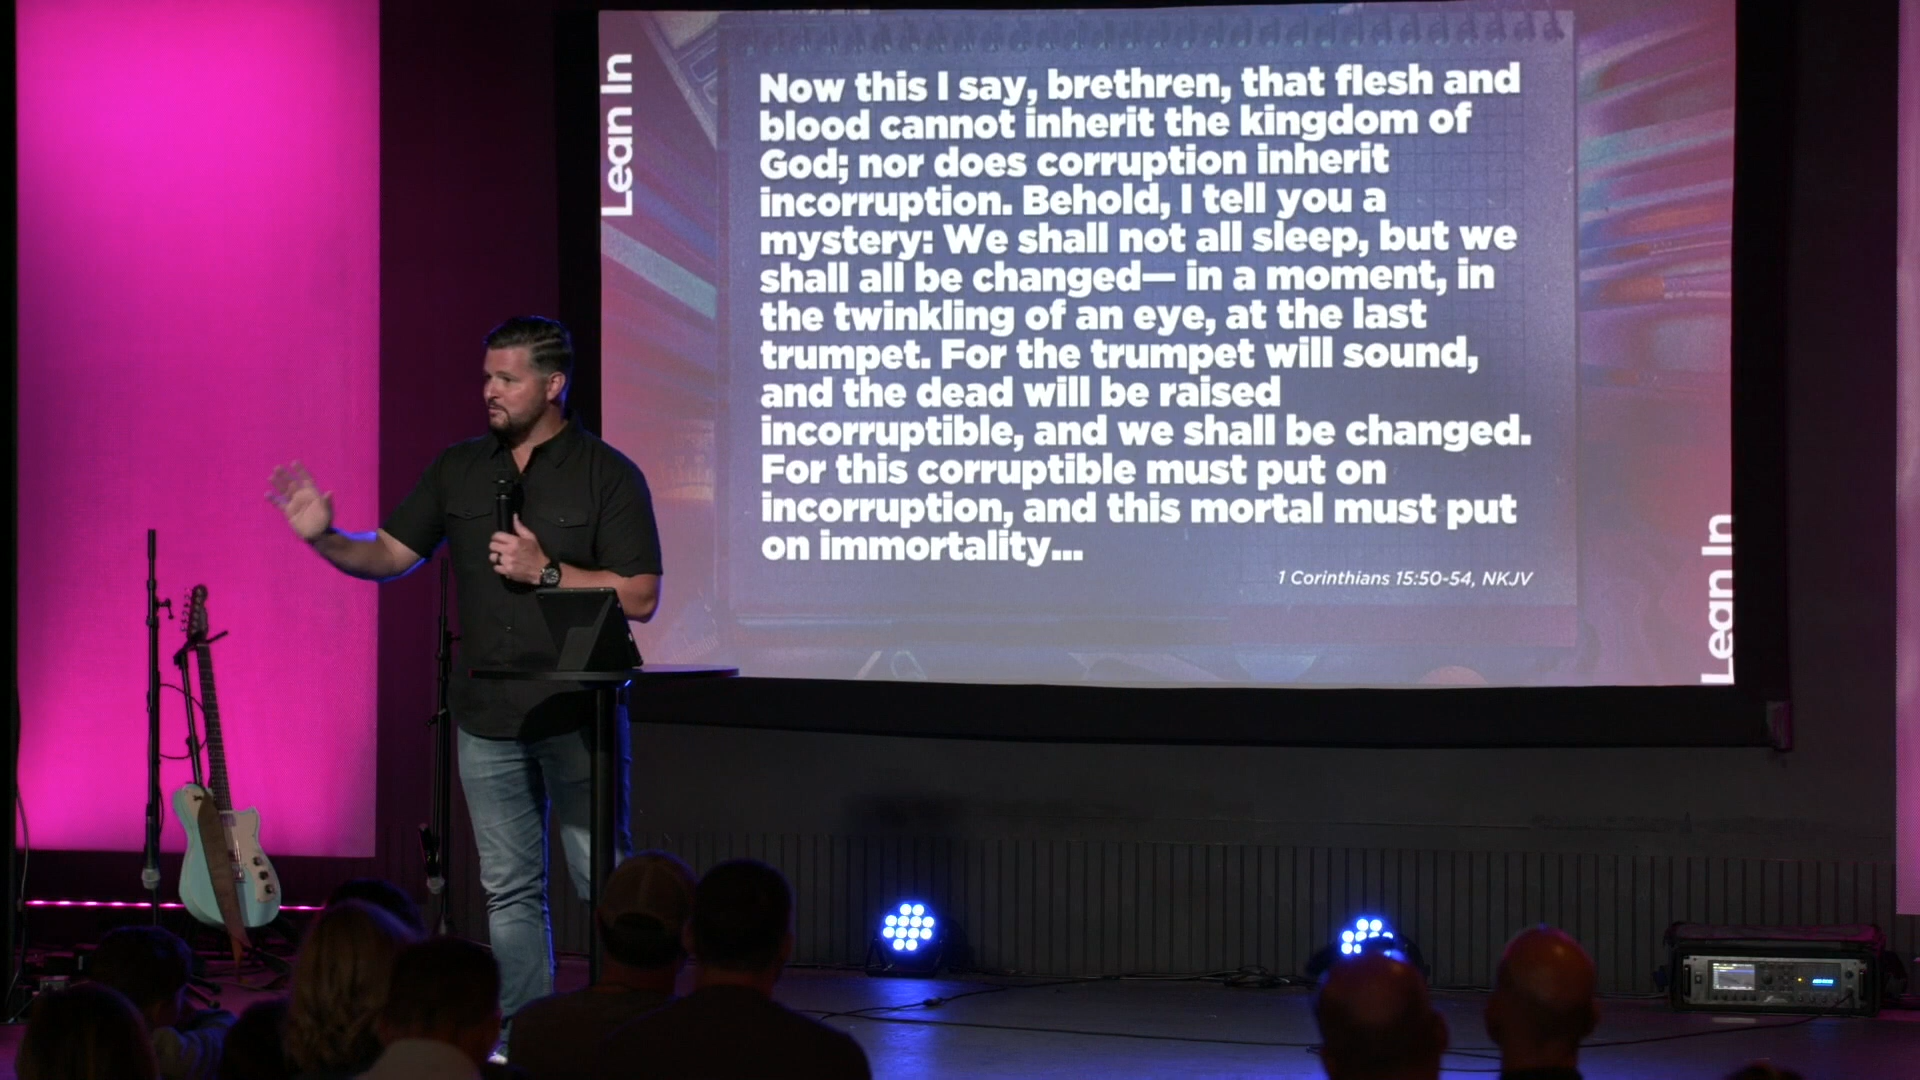 Lean In
Now this I say, brethren, that flesh and
blood cannot inherit the kingdom of
God; nor does corruption inherit
incorruption. Behold, I tell you a
mystery: We shall not all sleep, but we
shall all be changed— in a moment, in
the twinkling of an eye, at the last
trumpet. For the trumpet will sound,
and the dead will be raised
incorruptible, and we shall be changed.
For this corruptible must put on
incorruption, and this mortal must put
on immortality...
1 Corinthians 15:50-54, NKJV
Lean In